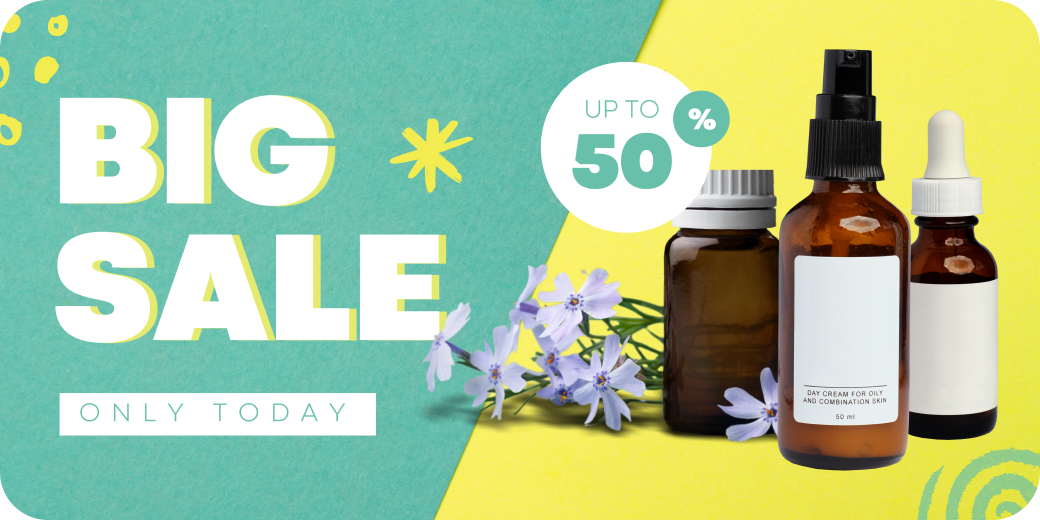 BIG
SALE
ONLY TODAY
UP TO
50 %
DAY CREAM FOR OILY
AND COMBINATION SKIN
50 ml